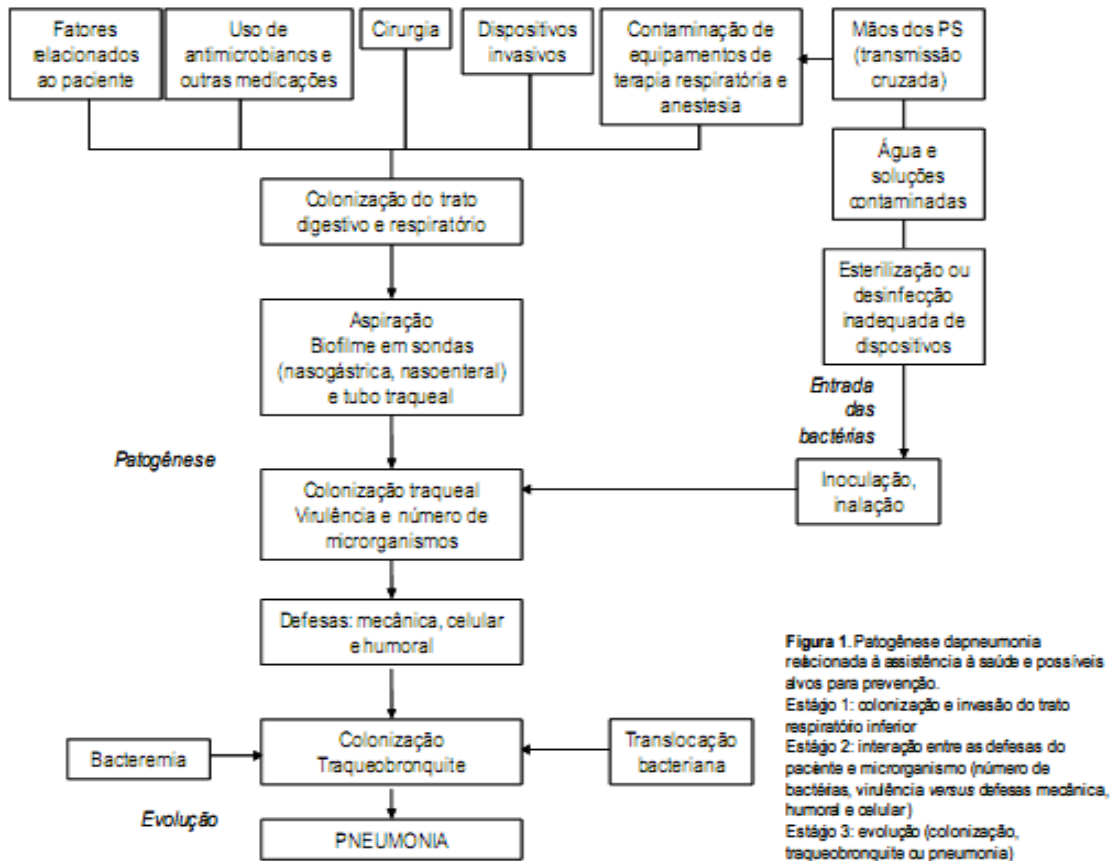 Fatores
relacionados
ao paciente
Uso de
antimicrobianos e
outras medicações
Cirurgia
Dispositivos
invasivos
Contaminação de
equipamentos de
terapia respiratória e
anestesia
Mãos dos PS
(transmissão
cruzada)
Água e
soluções
contaminadas
Colonização do trato
digestivo e respiratório
Esterilização ou
desinfecção
inadequada de
dispositivos
Aspiração
Biofilme em sondas
(nasogástrica, nasoenteral)
e tubo traqueal
Entrada
das
bactérias
Patogênese
Colonização traqueal
Virulência e número de
microrganismos
Inoculação,
inalação
Defesas: mecânica, celular
e humoral
Bacteremia
Colonização
Traqueobronquite
Translocação
bacteriana
Evolução
PNEUMONIA
Figura 1. Patogênese dapneumonia
relacionada à assistência à saúde e possíveis
alvos para prevenção.
Estágio 1: colonização e invasão do trato
respiratório inferior
Estágio 2: interação entre as defesas do
paciente e microrganismo (número de
bactérias, virulência versus defesas mecânica,
humoral e celular)
Estágio 3: evolução (colonização,
traqueobronquite ou pneumonia)